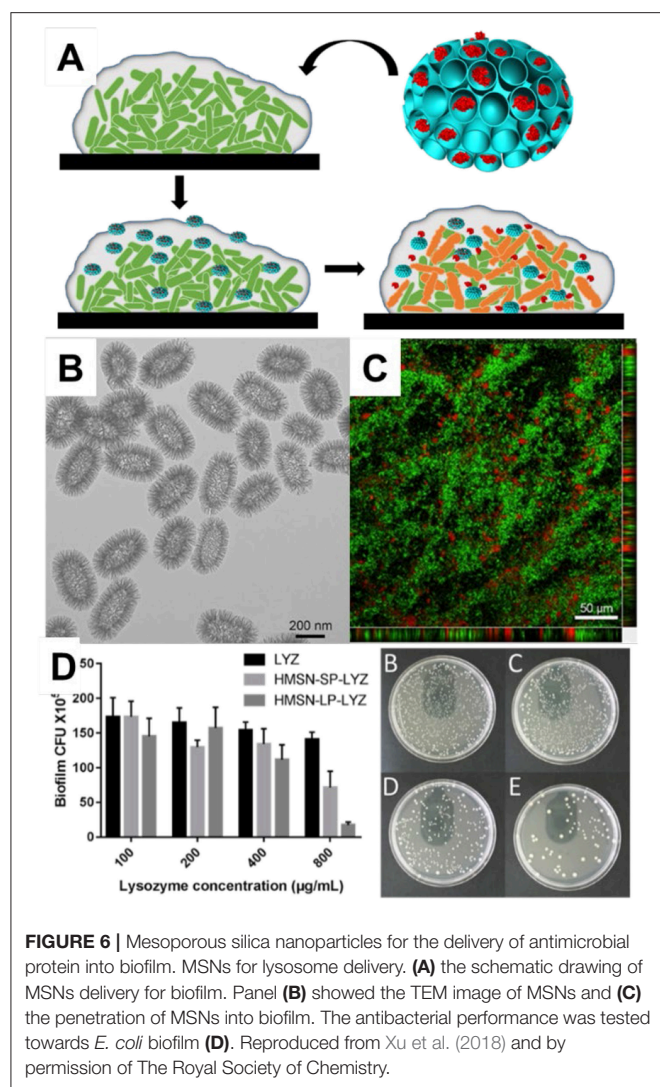 A
B
C
200 nm
50 µm
D
LYZ
HMSN-SP-LYZ
HMSN-LP-LYZ
Biofilm CFU X10⁵
200
150
100
50
0
100
200
400
800
Lysozyme concentration (µg/mL)
B
C
D
E
FIGURE 6 | Mesoporous silica nanoparticles for the delivery of antimicrobial
protein into biofilm. MSNs for lysosome delivery. (A) the schematic drawing of
MSNs delivery for biofilm. Panel (B) showed the TEM image of MSNs and (C)
the penetration of MSNs into biofilm. The antibacterial performance was tested
towards E. coli biofilm (D). Reproduced from Xu et al. (2018) and by
permission of The Royal Society of Chemistry.